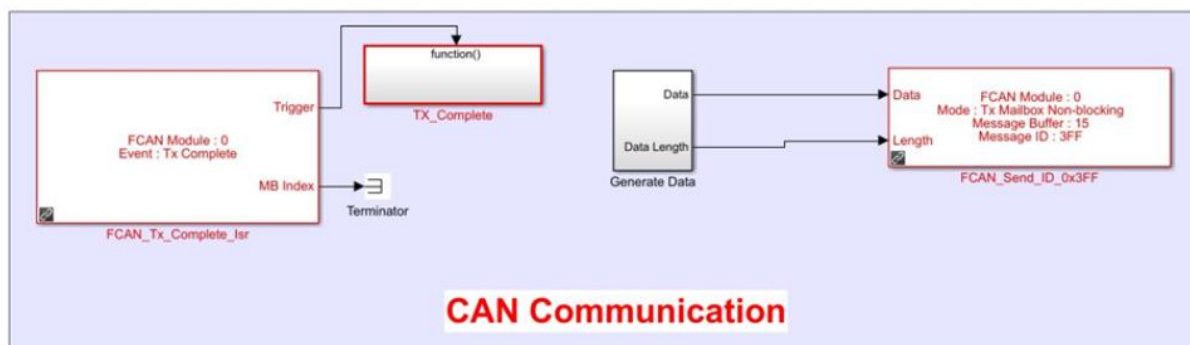 function()
TX_Complete
Trigger
FCAN Module : 0
Event : Tx Complete
MB Index
Terminator
FCAN_Tx_Complete_Isr
Data
Data Length
Generate Data
Data
Length
FCAN Module : 0
Mode : Tx Mailbox Non-blocking
Message Buffer : 15
Message ID : 3FF
FCAN_Send_ID_0x3FF
CAN Communication